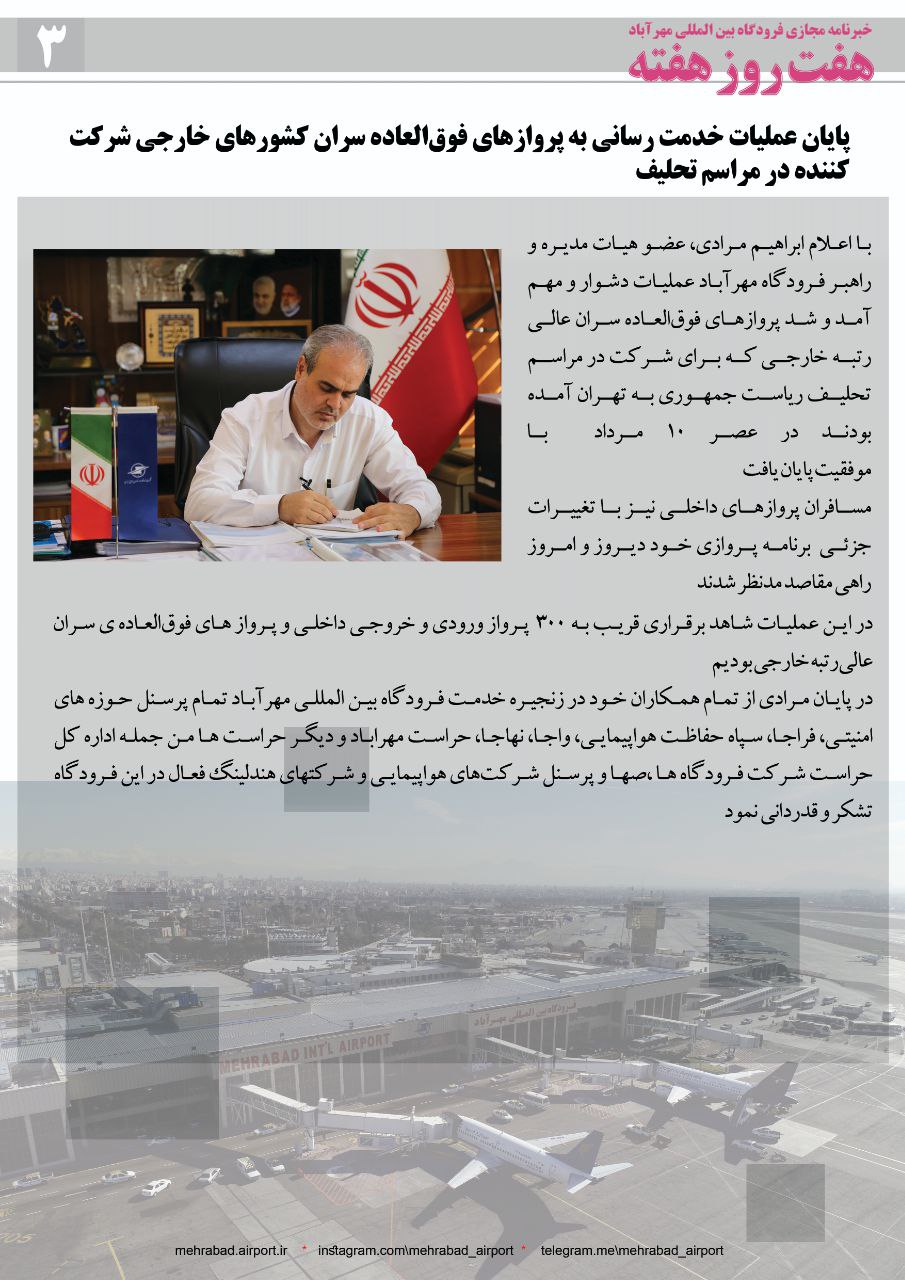 خبرنامه مجازی فرودگاه بین المللی مهرآباد
هفت روز هفته
۳
پایان عملیات خدمت رسانی به پروازهای فوق‌العاده سران کشورهای خارجی شرکت
کننده در مراسم تحلیف
با اعلام ابراهیم مرادی، عضو هیات مدیره و
راهبر فرودگاه مهرآباد عملیات دشوار و مهم
آمد و شد پروازهای فوق‌العاده سران عالی
رتبه خارجی که برای شرکت در مراسم
تحلیف ریاست جمهوری به تهران آمده
بودند در عصر ۱۰ مرداد با
موفقیت پایان یافت
مسافران پروازهای داخلی نیز با تغییرات
جزئی برنامه پروازی خود دیروز و امروز
راهی مقاصد مدنظر شدند
در این عملیات شاهد برقراری قریب به ۳۰۰ پرواز ورودی و خروجی داخلی و پرواز های فوق‌العاده ی سران
عالی‌رتبه خارجی بودیم
در پایان مرادی از تمام همکاران خود در زنجیره خدمت فرودگاه بین المللی مهرآباد تمام پرسنل حوزه های
امنیتی، فراجا، سپاه حفاظت هواپیمایی، واجا، نهاجا، حراست مهراباد و دیگر حراست ها من جمله اداره کل
حراست شرکت فرودگاه ها ،صها و پرسنل شرکت‌های هواپیمایی و شرکتهای هندلینگ فعال در این فرودگاه
تشکر و قدردانی نمود
فرودگاه بین المللی مهرآباد
MEHRABAD INT'L AIRPORT
705
mehrabad.airport.ir * instagram.com\mehrabad_airport * telegram.me\mehrabad_airport